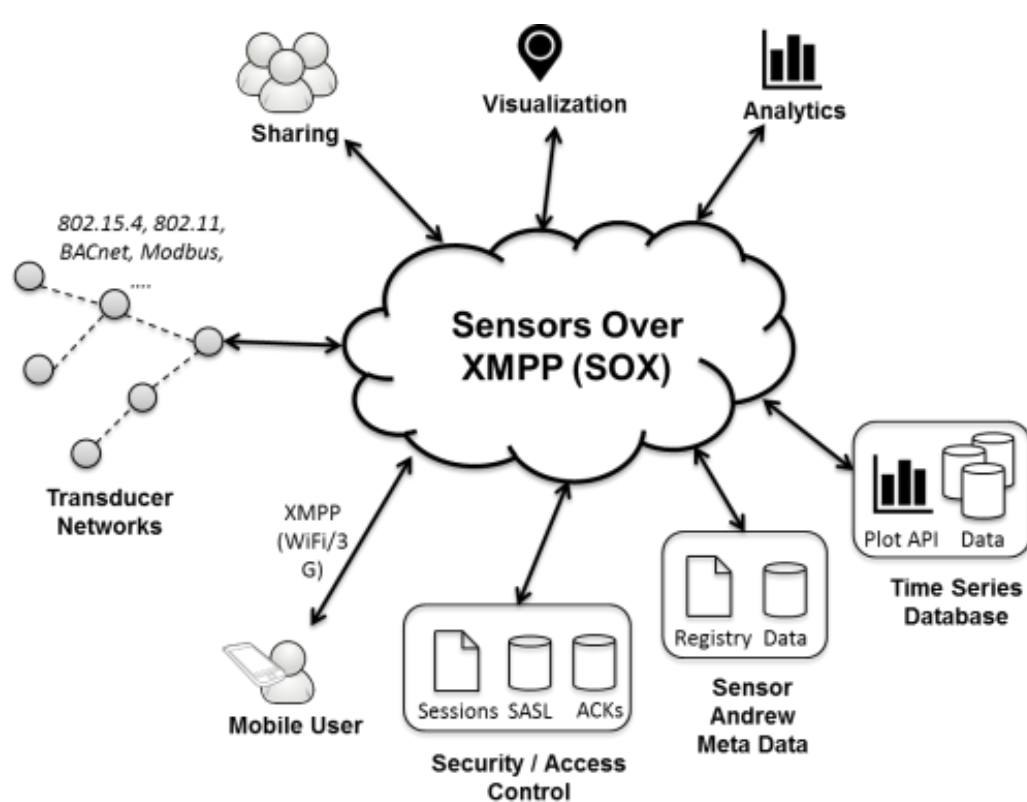 Sharing
Visualization
Analytics
802.15.4, 802.11,
BACnet, Modbus,
....
Sensors Over
XMPP (SOX)
Transducer
Networks
XMPP
(WiFi/3
G)
Mobile User
Sessions SASL ACKs
Security / Access
Control
Registry Data
Sensor
Andrew
Meta Data
Plot API Data
Time Series
Database